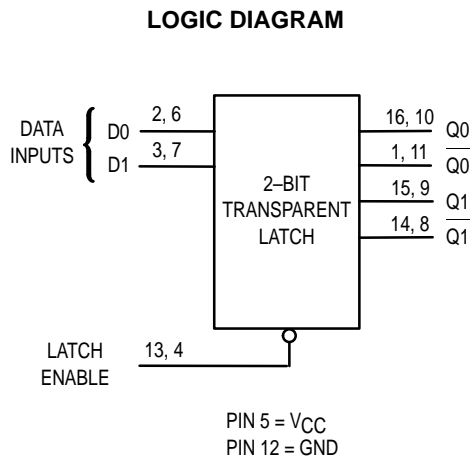 LOGIC DIAGRAM
DATA
INPUTS
D0
2, 6
D1
3, 7
2–BIT
TRANSPARENT
LATCH
16, 10
Q0
1, 11
Q0
15, 9
Q1
14, 8
Q1
LATCH
ENABLE
13, 4
PIN 5 = VCC
PIN 12 = GND